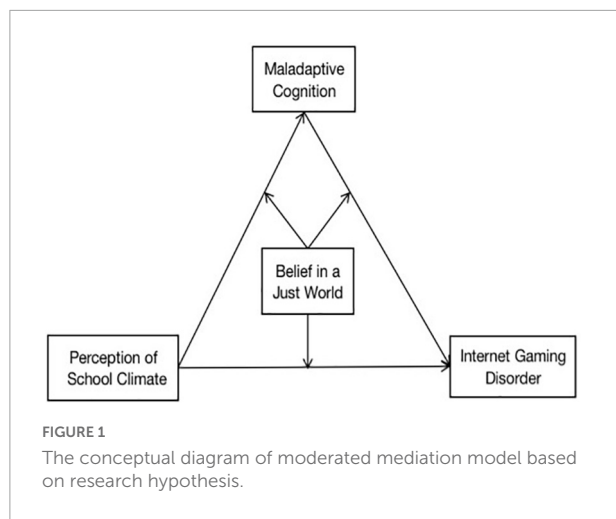 Maladaptive
Cognition
Belief in a
Just World
Perception of
School Climate
Internet Gaming
Disorder
FIGURE 1
The conceptual diagram of moderated mediation model based
on research hypothesis.